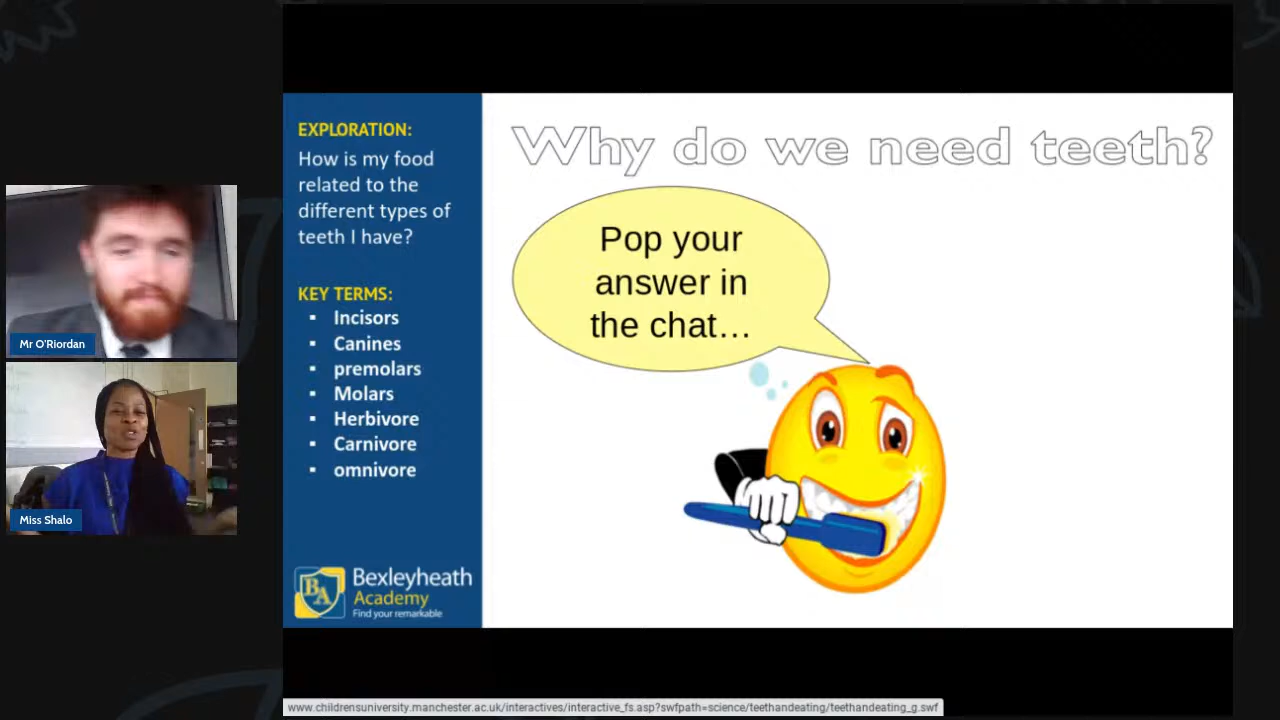 Mr O'Riordan
Miss Shalo
EXPLORATION:
How is my food
related to the
different types of
teeth I have?
KEY TERMS:
▪ Incisors
▪ Canines
▪ premolars
▪ Molars
▪ Herbivore
▪ Carnivore
▪ omnivore
BA
Bexleyheath
Academy
Find your remarkable
Why do we need teeth?
Pop your
answer in
the chat...
www.childrensuniversity.manchester.ac.uk/interactives/interactive_fs.asp?swfpath=science/teethandeating/teethandeating_g.swf